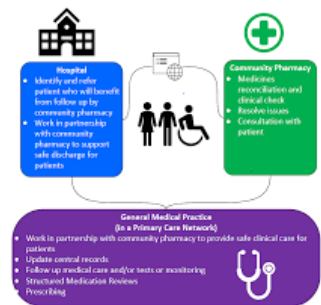 Hospital
• Identify and refer
patient who will benefit
from follow up by
community pharmacy
• Work in partnership
with community
pharmacy to support
safe discharge for
patients
Community Pharmacy
• Medicines
reconciliation and
clinical check
• Resolve issues
• Consultation with
patient
General Medical Practice
(in a Primary Care Network)
• Work in partnership with community pharmacy to provide safe clinical care for
patients
• Update central records
• Follow up medical care and/or tests or monitoring
• Structured Medication Reviews
• Prescribing